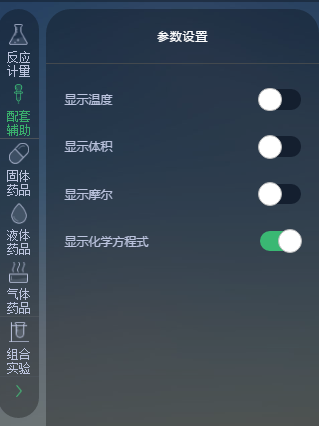 参数设置
反应
计量
配套
辅助
固体
药品
液体
药品
气体
药品
组合
实验
显示温度
显示体积
显示摩尔
显示化学方程式